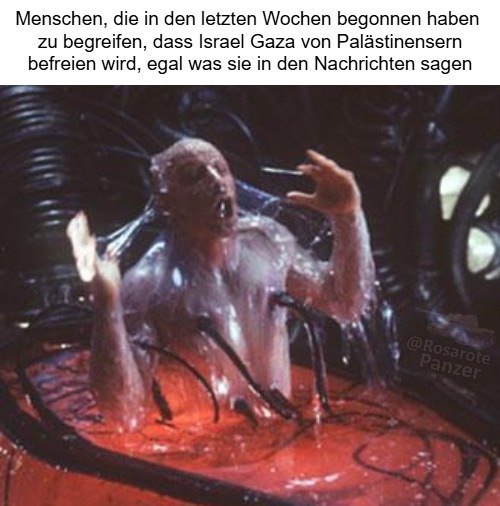 Menschen, die in den letzten Wochen begonnen haben
zu begreifen, dass Israel Gaza von Palästinensern
befreien wird, egal was sie in den Nachrichten sagen
@Rosarote
Panzer